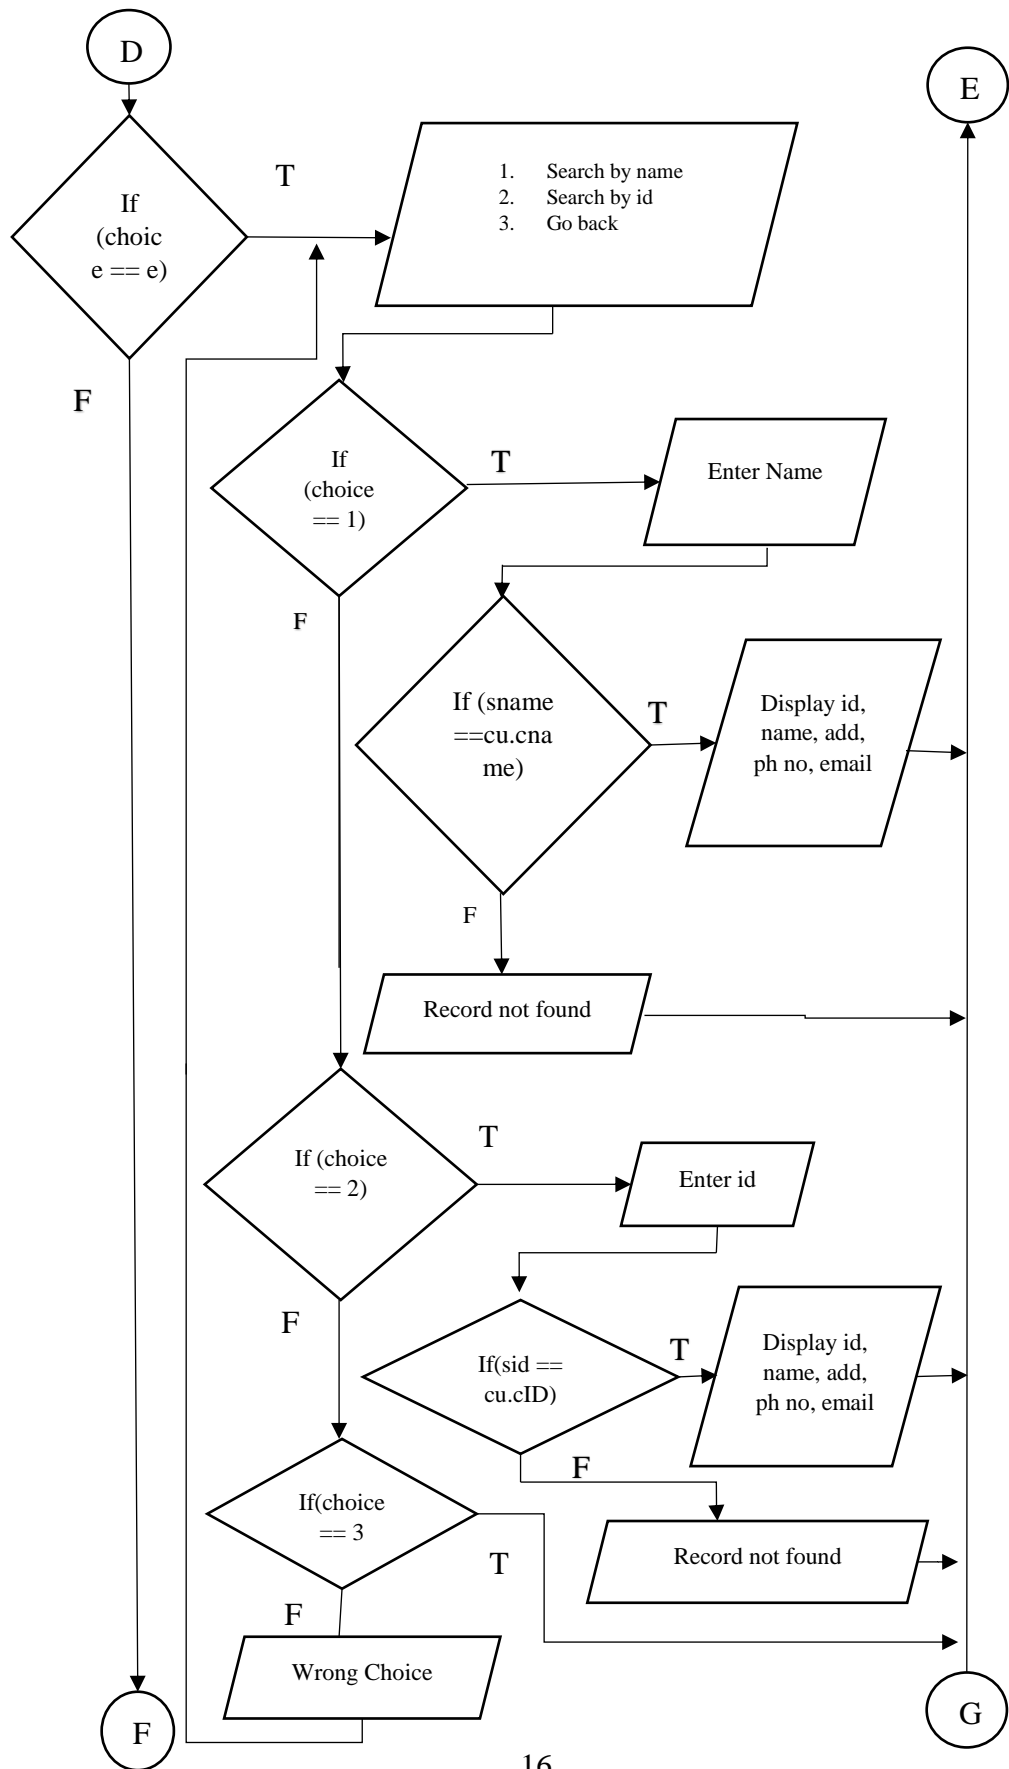 D
E
T
1. Search by name
2. Search by id
3. Go back
If
(choic
e == e)
F
If
(choice
== 1)
T
Enter Name
F
If (sname
==cu.cna
me)
T
Display id,
name, add,
ph no, email
F
Record not found
If (choice
== 2)
T
Enter id
F
If(sid ==
cu.cID)
T
Display id,
name, add,
ph no, email
F
If(choice
== 3
T
Record not found
F
Wrong Choice
F
G
16